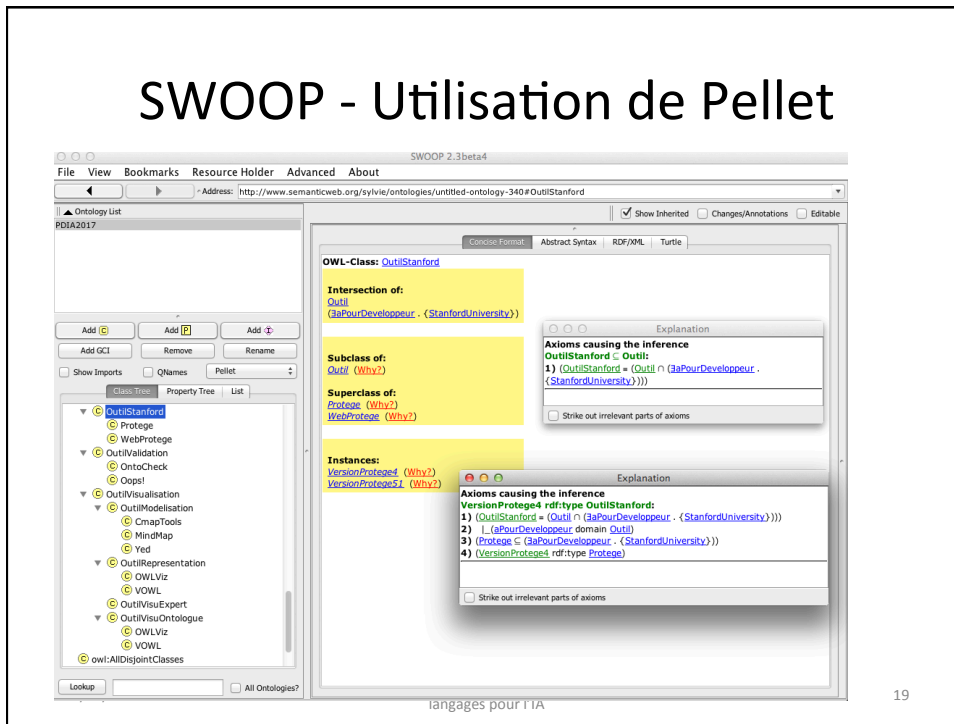 SWOOP - Utilisation de Pellet
SWOOP 2.3beta4
File View Bookmarks Resource Holder Advanced About
Address: http://www.semanticweb.org/sylvie/ontologies/untitled-ontology-340#OutilStanford
Ontology List
PDIA2017
Show Inherited Changes/Annotations Editable
Concise Format Abstract Syntax RDF/XML Turtle
OWL-Class: OutilStanford
Intersection of:
Outil
(∃aPourDeveloppeur . {StanfordUniversity})
Subclass of:
Outil (Why?)
Superclass of:
Protege (Why?)
WebProtege (Why?)
Instances:
VersionProtege4 (Why?)
VersionProtege51 (Why?)
Add C Add P Add I
Add GCI Remove Rename
Show Imports QNames Pellet
Class Tree Property Tree List
C OutilStanford
C Protege
C WebProtege
C OutilValidation
C OntoCheck
C Oops!
C OutilVisualisation
C OutilModelisation
C CmapTools
C MindMap
C Yed
C OutilRepresentation
C OWLViz
C VOWL
C OutilVisuExpert
C OutilVisuOntologue
C OWLViz
C VOWL
C owl:AllDisjointClasses
Lookup All Ontologies?
Explanation
Axioms causing the inference
OutilStanford ⊆ Outil:
1) (OutilStanford = (Outil ∩ (∃aPourDeveloppeur .
{StanfordUniversity})))
Strike out irrelevant parts of axioms
Explanation
Axioms causing the inference
VersionProtege4 rdf:type OutilStanford:
1) (OutilStanford = (Outil ∩ (∃aPourDeveloppeur . {StanfordUniversity})))
2) |_(aPourDeveloppeur domain Outil)
3) (Protege ⊆ (∃aPourDeveloppeur . {StanfordUniversity}))
4) (VersionProtege4 rdf:type Protege)
Strike out irrelevant parts of axioms
langages pour l'IA
19